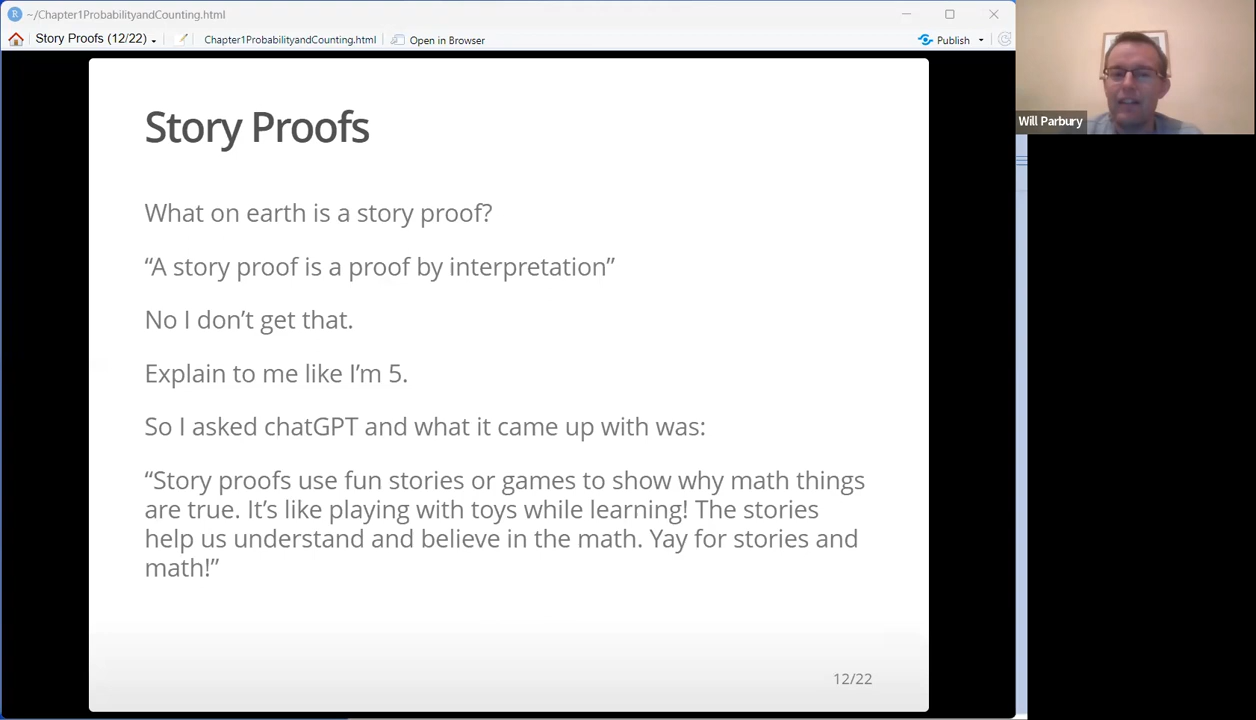 R ~/Chapter1ProbabilityandCounting.html
Story Proofs (12/22) Chapter1ProbabilityandCounting.html Open in Browser Publish
Will Parbury
Story Proofs
What on earth is a story proof?
“A story proof is a proof by interpretation”
No I don’t get that.
Explain to me like I’m 5.
So I asked chatGPT and what it came up with was:
“Story proofs use fun stories or games to show why math things
are true. It’s like playing with toys while learning! The stories
help us understand and believe in the math. Yay for stories and
math!”
12/22